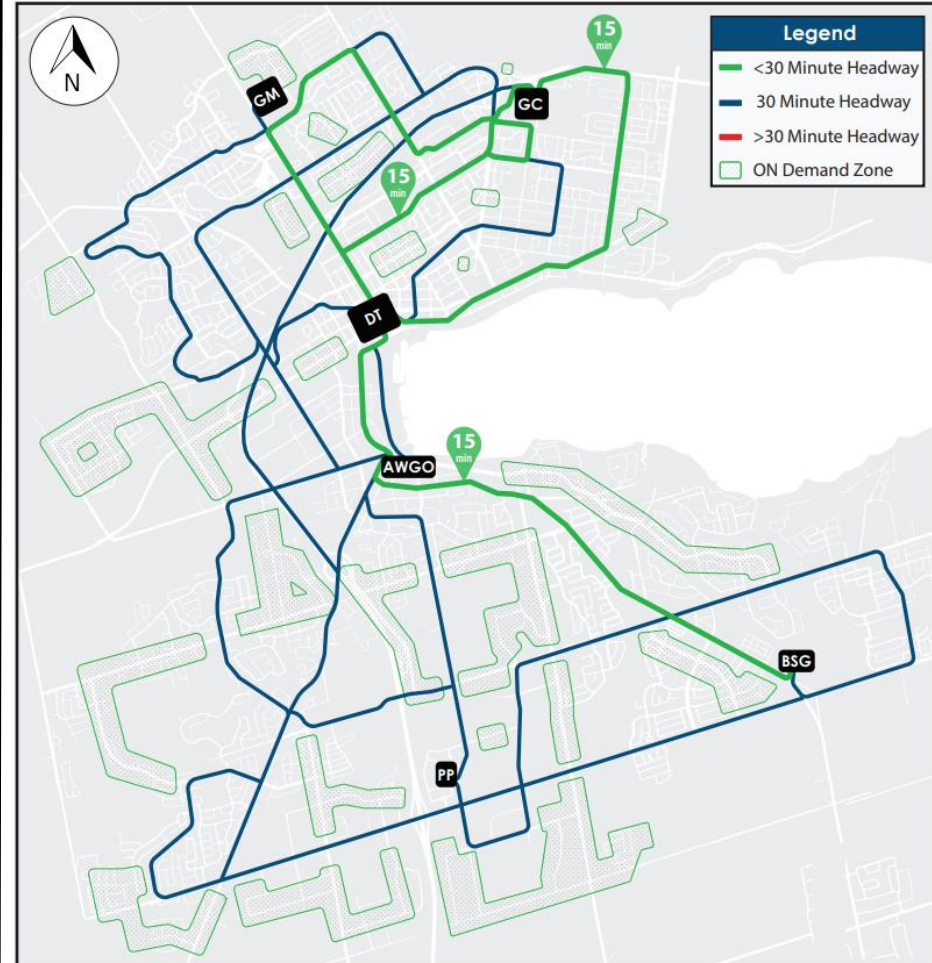 15
min
Legend
<30 Minute Headway
30 Minute Headway
>30 Minute Headway
ON Demand Zone
N
GM
GC
15
min
DT
15
min
AWGO
BSG
PP